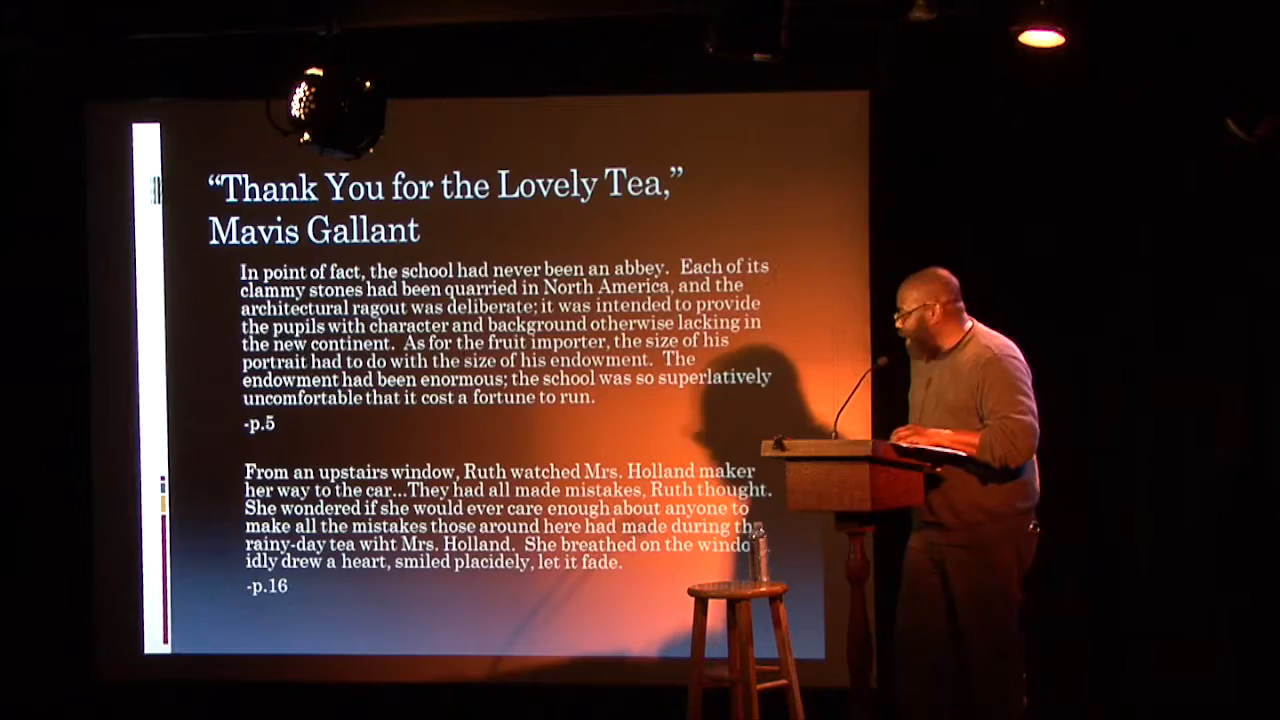 “Thank You for the Lovely Tea,”
Mavis Gallant
In point of fact, the school had never been an abbey. Each of its
clammy stones had been quarried in North America, and the
architectural ragout was deliberate; it was intended to provide
the pupils with character and background otherwise lacking in
the new continent. As for the fruit importer, the size of his
portrait had to do with the size of his endowment. The
endowment had been enormous; the school was so superlatively
uncomfortable that it cost a fortune to run.
-p.5
From an upstairs window, Ruth watched Mrs. Holland maker
her way to the car...They had all made mistakes, Ruth thought.
She wondered if she would ever care enough about anyone to
make all the mistakes those around here had made during th
rainy-day tea wiht Mrs. Holland. She breathed on the windo
idly drew a heart, smiled placidely, let it fade.
-p.16